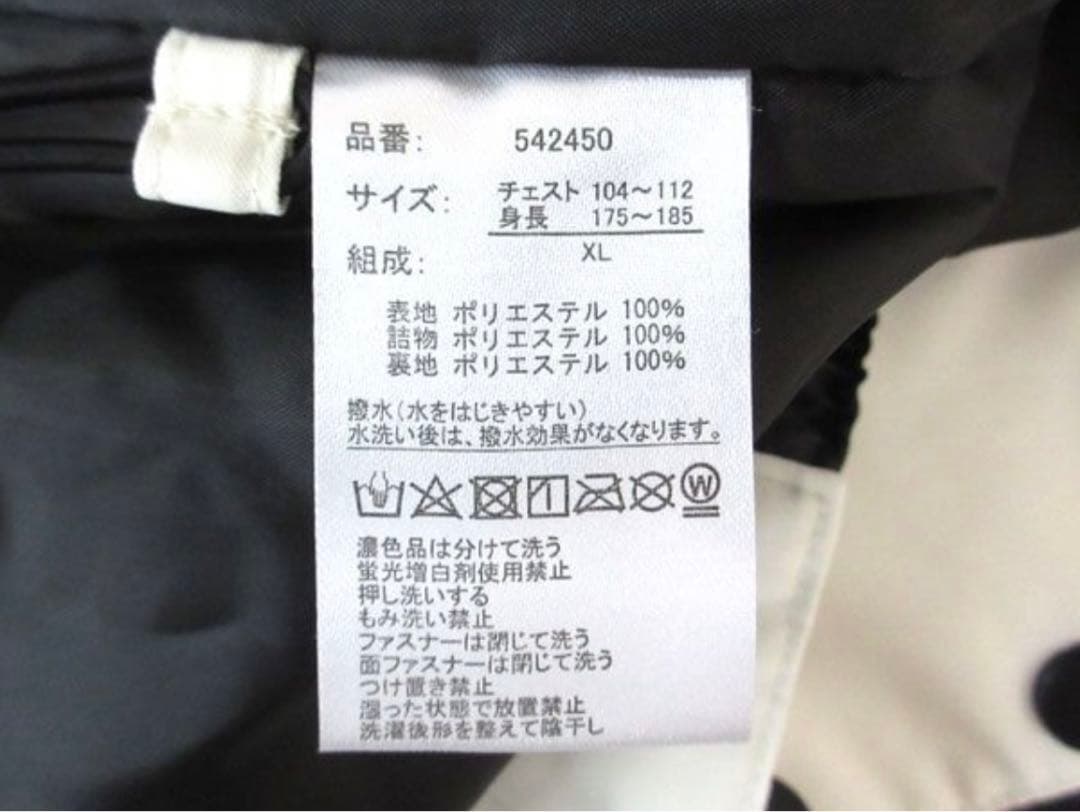 品番: 542450
サイズ: チェスト 104～112
身長 175～185
XL
組成:
表地 ポリエステル 100%
詰物 ポリエステル 100%
裏地 ポリエステル 100%
撥水(水をはじきやすい)
水洗い後は、撥水効果がなくなります。
W
濃色品は分けて洗う
蛍光増白剤使用禁止
押し洗いする
もみ洗い禁止
ファスナーは閉じて洗う
面ファスナーは閉じて洗う
つけ置き禁止
湿った状態で放置禁止
洗濯後形を整えて陰干し